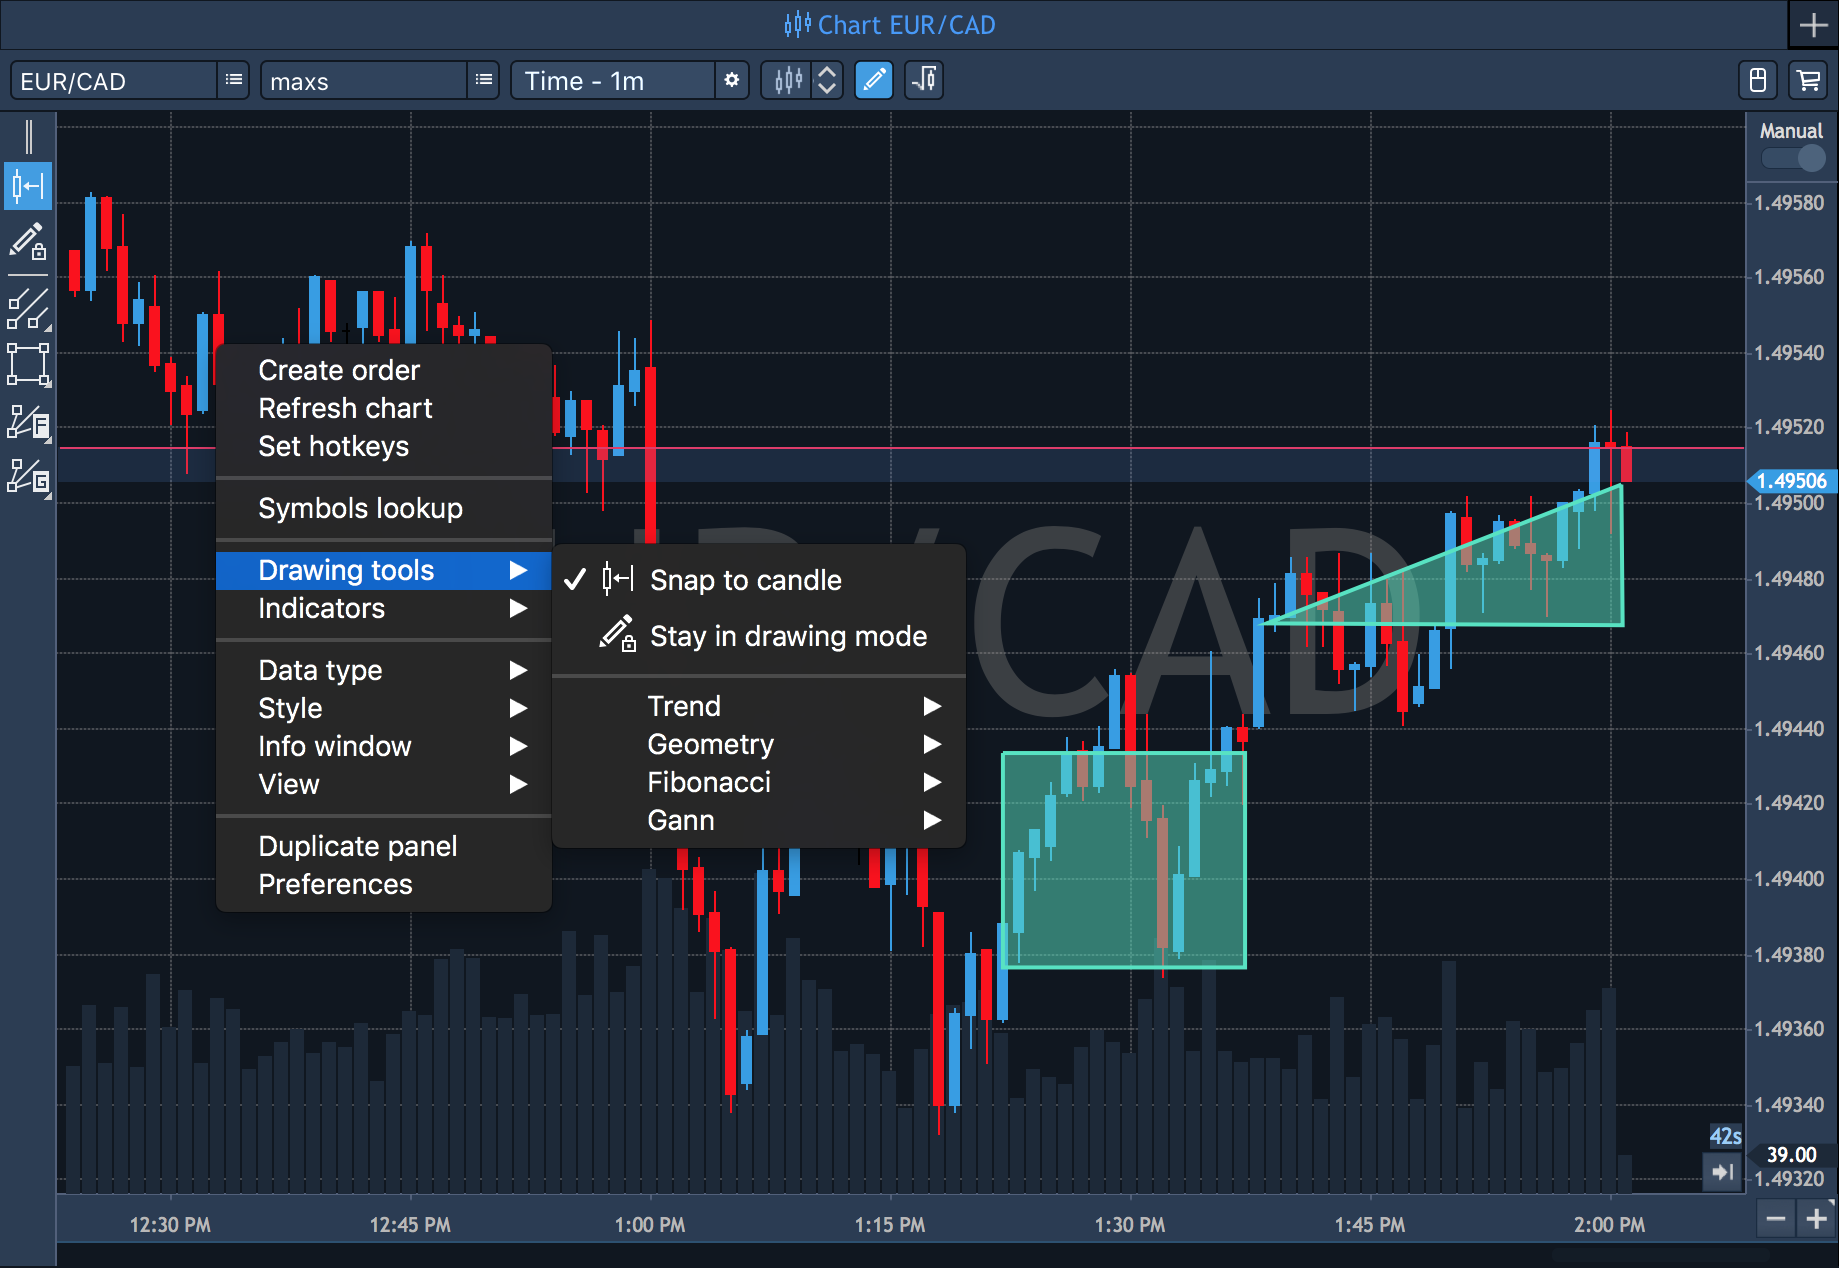 Chart EUR/CAD
EUR/CAD
maxs
Time - 1m
Manual
1.49580
1.49560
1.49540
1.49520
1.49506
1.49500
1.49480
1.49460
1.49440
1.49420
1.49400
1.49380
1.49360
1.49340
42s
39.00
1.49320
F
G
Create order
Refresh chart
Set hotkeys
Symbols lookup
Drawing tools
Indicators
Data type
Style
Info window
View
Duplicate panel
Preferences
Snap to candle
Stay in drawing mode
Trend
Geometry
Fibonacci
Gann
/CAD
12:30 PM
12:45 PM
1:00 PM
1:15 PM
1:30 PM
1:45 PM
2:00 PM